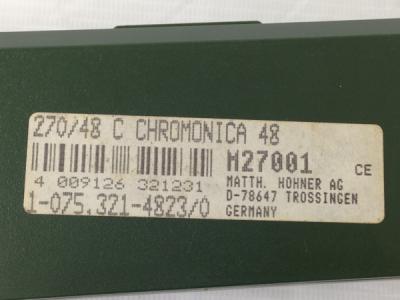 270/48 C CHROMONICA 48
M27001
CE
4 009126 321231
MATTH. HOHNER AG
D-78647 TROSSINGEN
GERMANY
1-075.321-4823/0